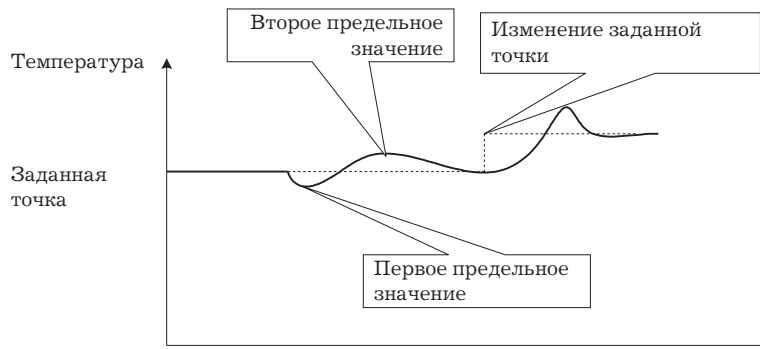 Второе предельное
значение
Изменение заданной
точки
Температура
Заданная
точка
Первое предельное
значение